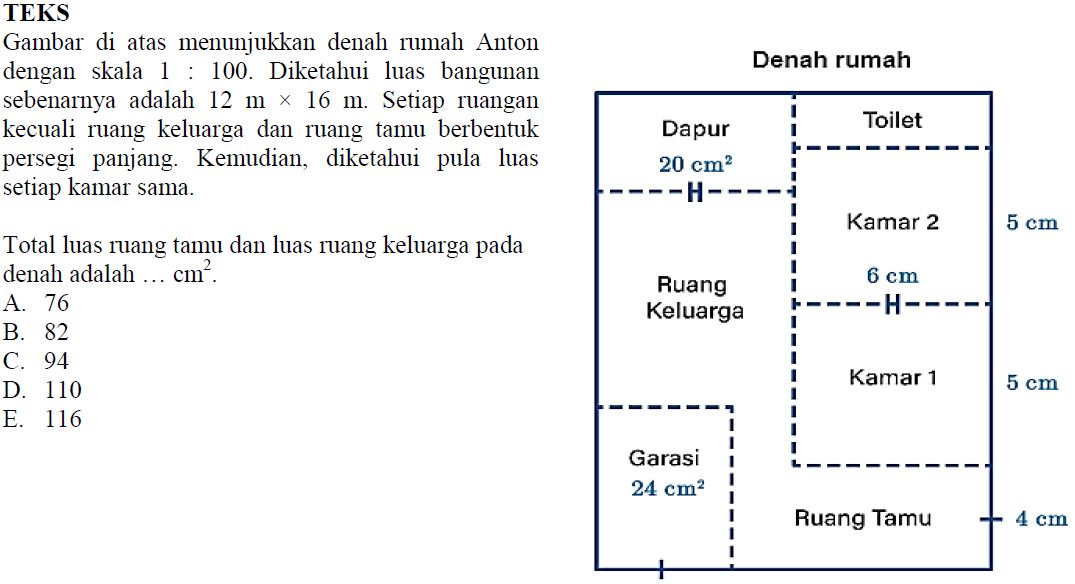 TEKS
Gambar di atas menunjukkan denah rumah Anton
dengan skala 1 : 100. Diketahui luas bangunan
sebenarnya adalah 12 m × 16 m. Setiap ruangan
kecuali ruang keluarga dan ruang tamu berbentuk
persegi panjang. Kemudian, diketahui pula luas
setiap kamar sama.
Total luas ruang tamu dan luas ruang keluarga pada
denah adalah … cm².
A. 76
B. 82
C. 94
D. 110
E. 116
Denah rumah
Dapur
20 cm²
Toilet
Kamar 2
5 cm
6 cm
Ruang
Keluarga
Kamar 1
5 cm
Garasi
24 cm²
Ruang Tamu
4 cm